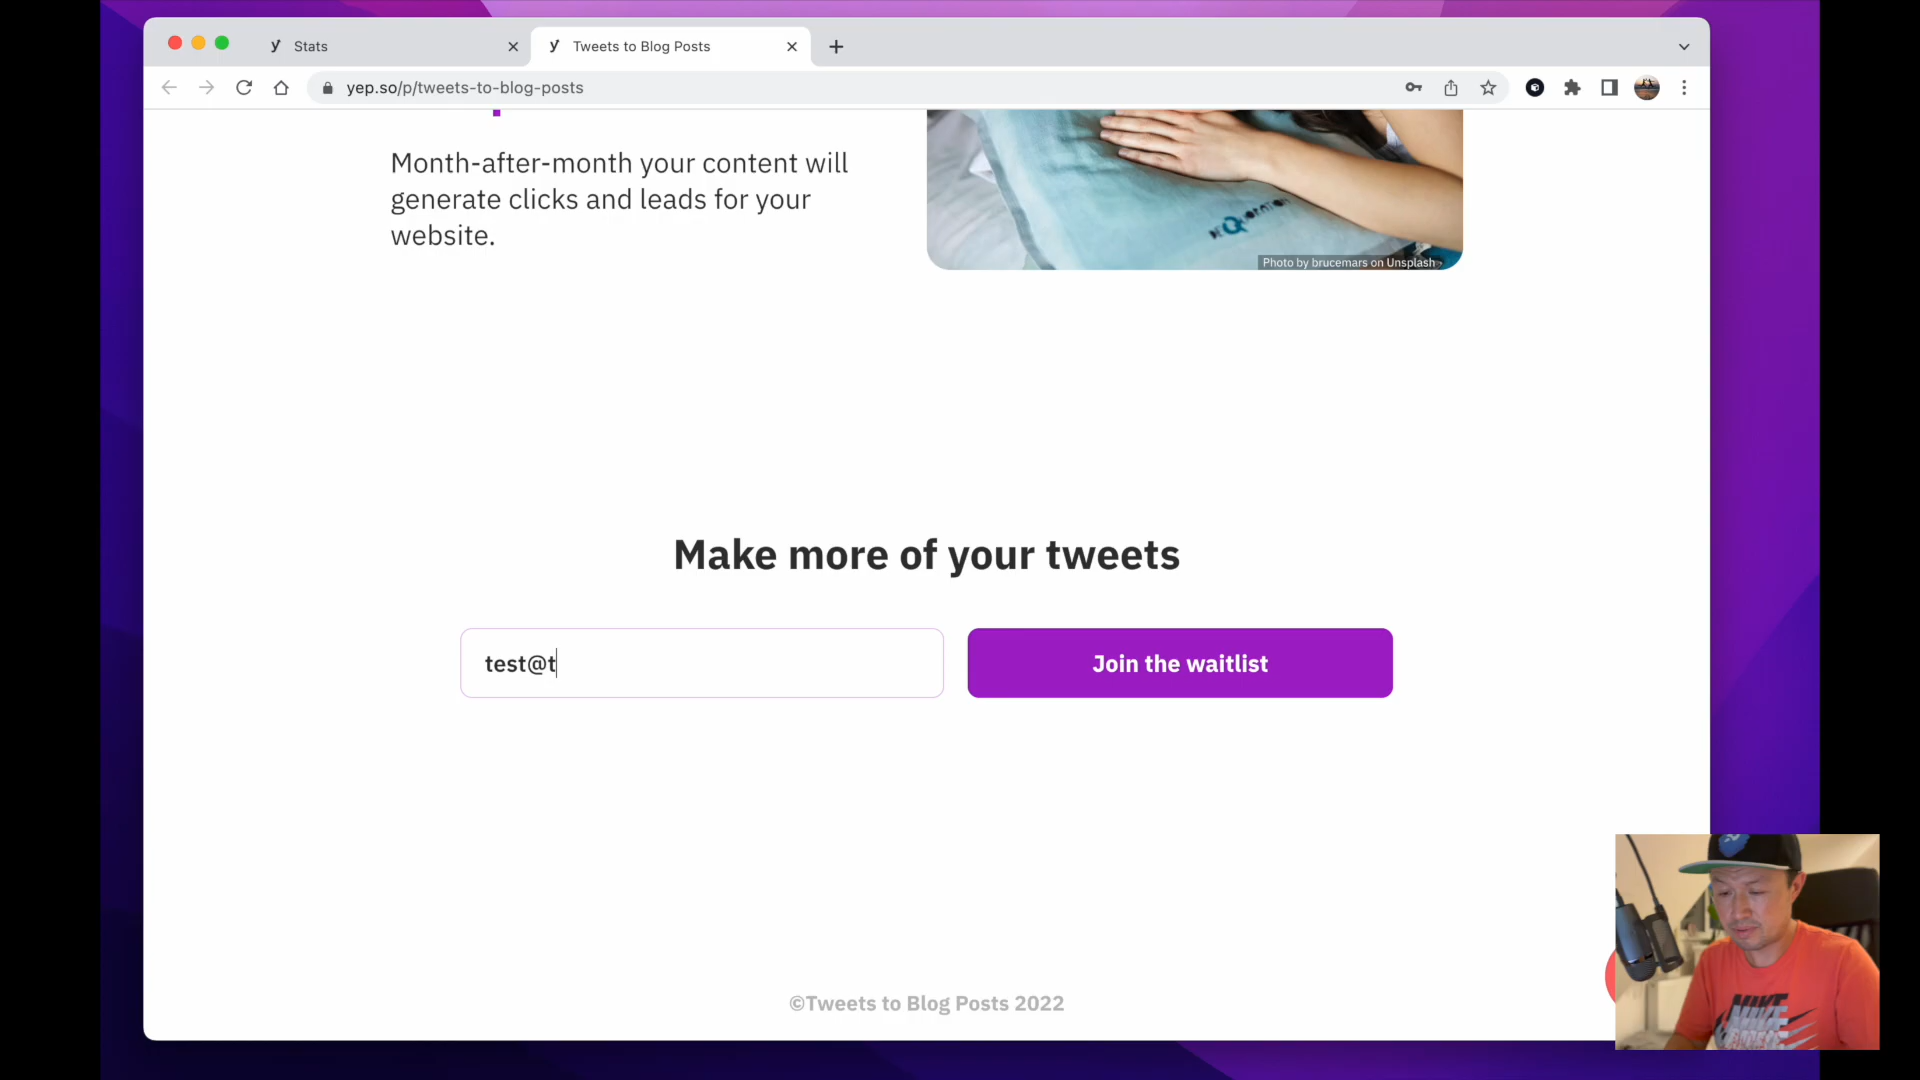 Stats
Tweets to Blog Posts
yep.so/p/tweets-to-blog-posts
Month-after-month your content will
generate clicks and leads for your
website.
Photo by brucemars on Unsplash
Make more of your tweets
test@t
Join the waitlist
©Tweets to Blog Posts 2022
NIKE